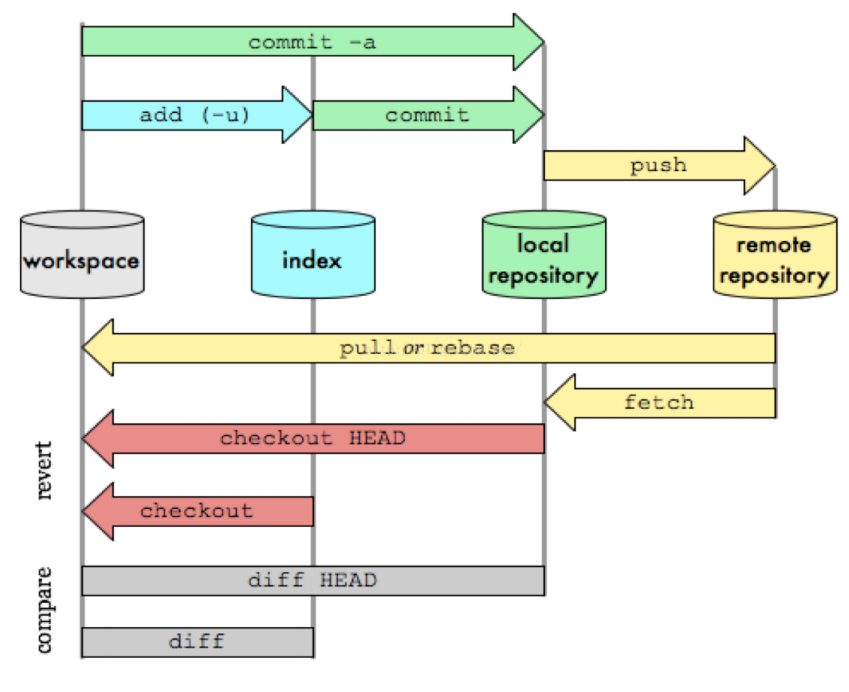 commit -a
add (-u)
commit
push
workspace
index
local
repository
remote
repository
pull or rebase
fetch
revert
checkout HEAD
checkout
compare
diff HEAD
diff